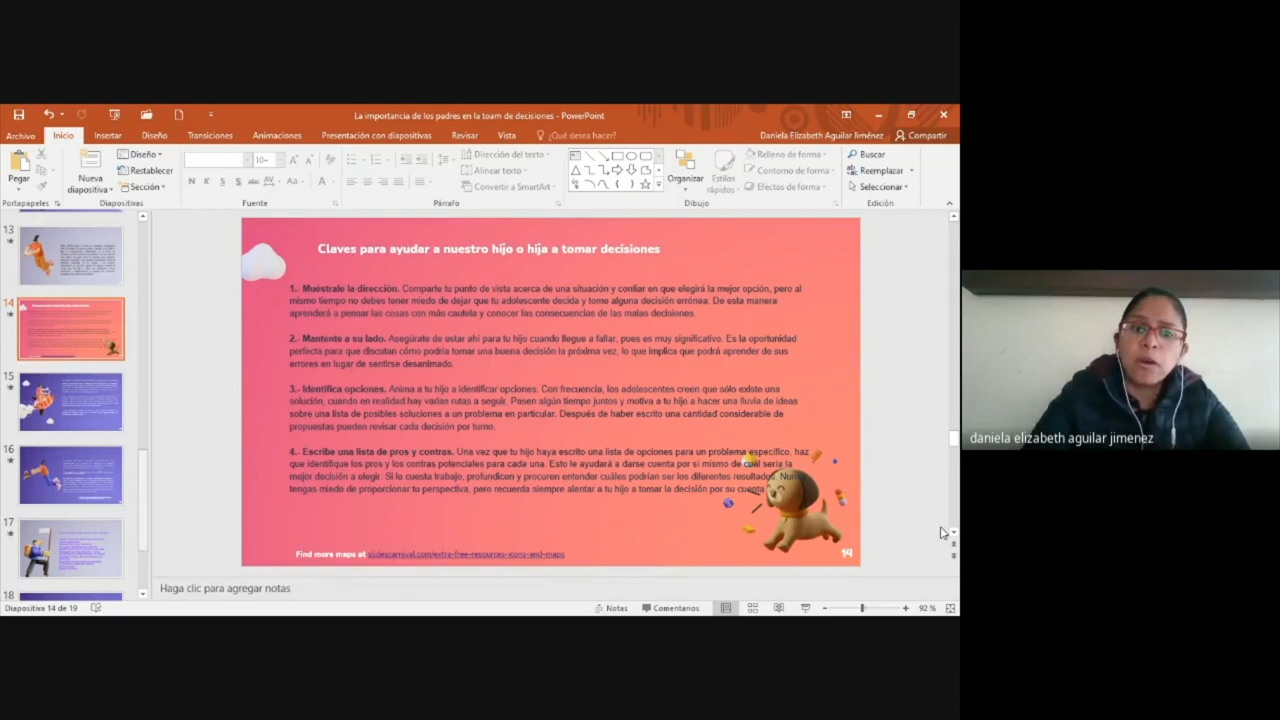 La importancia de los padres en la toam de decisiones - PowerPoint
Archivo Inicio Insertar Diseño Transiciones Animaciones Presentación con diapositivas Revisar Vista ¿Qué desea hacer? Daniela Elizabeth Aguilar Jiménez Compartir
Pegar
Nueva diapositiva
Diseño
Restablecer
Sección
10
N K S S abc AV Aa A
Dirección del texto
Alinear texto
Convertir a SmartArt
Organizar
Estilos rápidos
Relleno de forma
Contorno de forma
Efectos de forma
Buscar
Reemplazar
Seleccionar
Portapapeles Diapositivas Fuente Párrafo Dibujo Edición
13
14
15
16
17
18
Claves para ayudar a nuestro hijo o hija a tomar decisiones
1.- Muéstrale la dirección. Comparte tu punto de vista acerca de una situación y confiar en que elegirá la mejor opción, pero al
mismo tiempo no debes tener miedo de dejar que tu adolescente decida y tome alguna decisión errónea. De esta manera
aprenderá a pensar las cosas con más cautela y conocer las consecuencias de las malas decisiones.
2.- Mantente a su lado. Asegúrate de estar ahí para tu hijo cuando llegue a fallar, pues es muy significativo. Es la oportunidad
perfecta para que discutan cómo podría tomar una buena decisión la próxima vez, lo que implica que podrá aprender de sus
errores en lugar de sentirse desanimado.
3.- Identifica opciones. Anima a tu hijo a identificar opciones. Con frecuencia, los adolescentes creen que sólo existe una
solución, cuando en realidad hay varias rutas a seguir. Pasen algún tiempo juntos y motiva a tu hijo a hacer una lluvia de ideas
sobre una lista de posibles soluciones a un problema en particular. Después de haber escrito una cantidad considerable de
propuestas pueden revisar cada decisión por turno.
4.- Escribe una lista de pros y contras. Una vez que tu hijo haya escrito una lista de opciones para un problema específico, haz
que identifique los pros y los contras potenciales para cada una. Esto le ayudará a darse cuenta por sí mismo de cuál sería la
mejor decisión a elegir. Si le cuesta trabajo, profundicen y procuren entender cuáles podrían ser los diferentes resultados.
tengas miedo de proporcionar tu perspectiva, pero recuerda siempre alentar a tu hijo a tomar la decisión por su cuenta
Find more maps at slidescarnival.com/extra-free-resources-icons-and-maps
14
daniela elizabeth aguilar jimenez
Haga clic para agregar notas
Diapositiva 14 de 19 Notas Comentarios 92 %